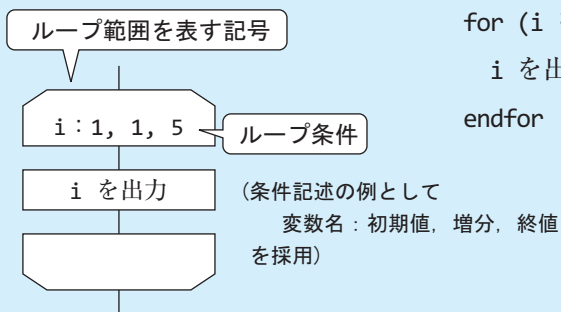 ループ範囲を表す記号
i：1, 1, 5
ループ条件
i を出力
(条件記述の例として
変数名：初期値，増分，終値
を採用)
for (i
i を出
endfor